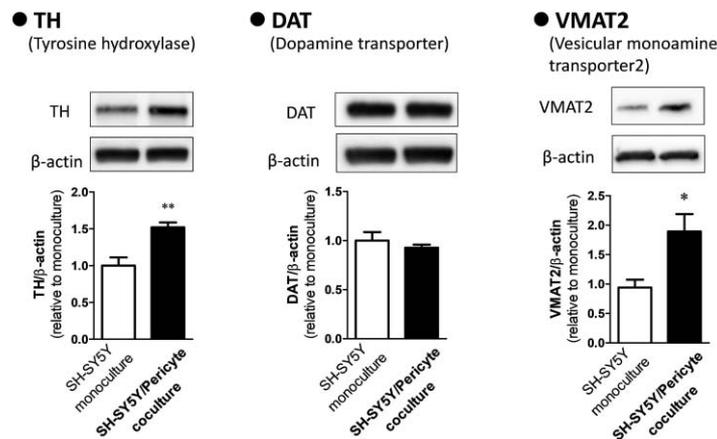 ● TH
(Tyrosine hydroxylase)
TH
β-actin
TH/β-actin
(relative to monoculture)
2.0
1.5
1.0
0.5
0.0
**
SH-SY5Y
monoculture
SH-SY5Y/Pericyte
coculture
● DAT
(Dopamine transporter)
DAT
β-actin
DAT/β-actin
(relative to monoculture)
1.5
1.0
0.5
0.0
SH-SY5Y
monoculture
SH-SY5Y/Pericyte
coculture
● VMAT2
(Vesicular monoamine
transporter2)
VMAT2
β-actin
VMAT2/β-actin
(relative to monoculture)
2.5
2.0
1.5
1.0
0.5
0.0
*
SH-SY5Y
monoculture
SH-SY5Y/Pericyte
coculture